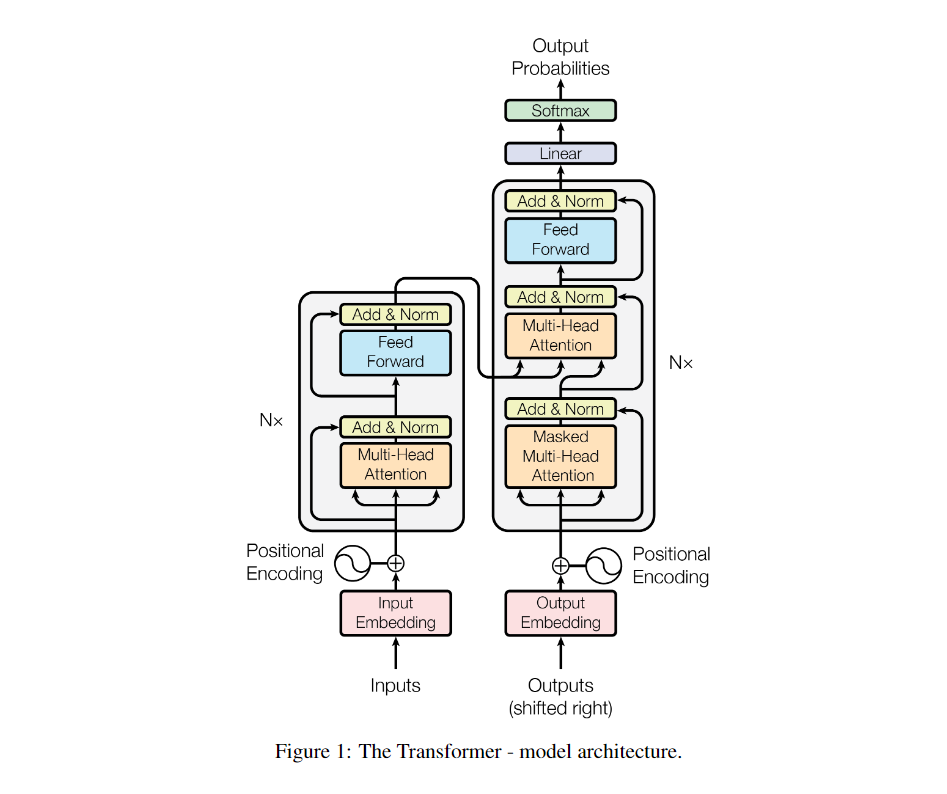 Output
Probabilities
Softmax
Linear
Add & Norm
Feed
Forward
Add & Norm
Multi-Head
Attention
Add & Norm
Masked
Multi-Head
Attention
Nx
Add & Norm
Feed
Forward
Add & Norm
Multi-Head
Attention
N×
Positional
Encoding
Positional
Encoding
Input
Embedding
Output
Embedding
Inputs
Outputs
(shifted right)
Figure 1: The Transformer - model architecture.